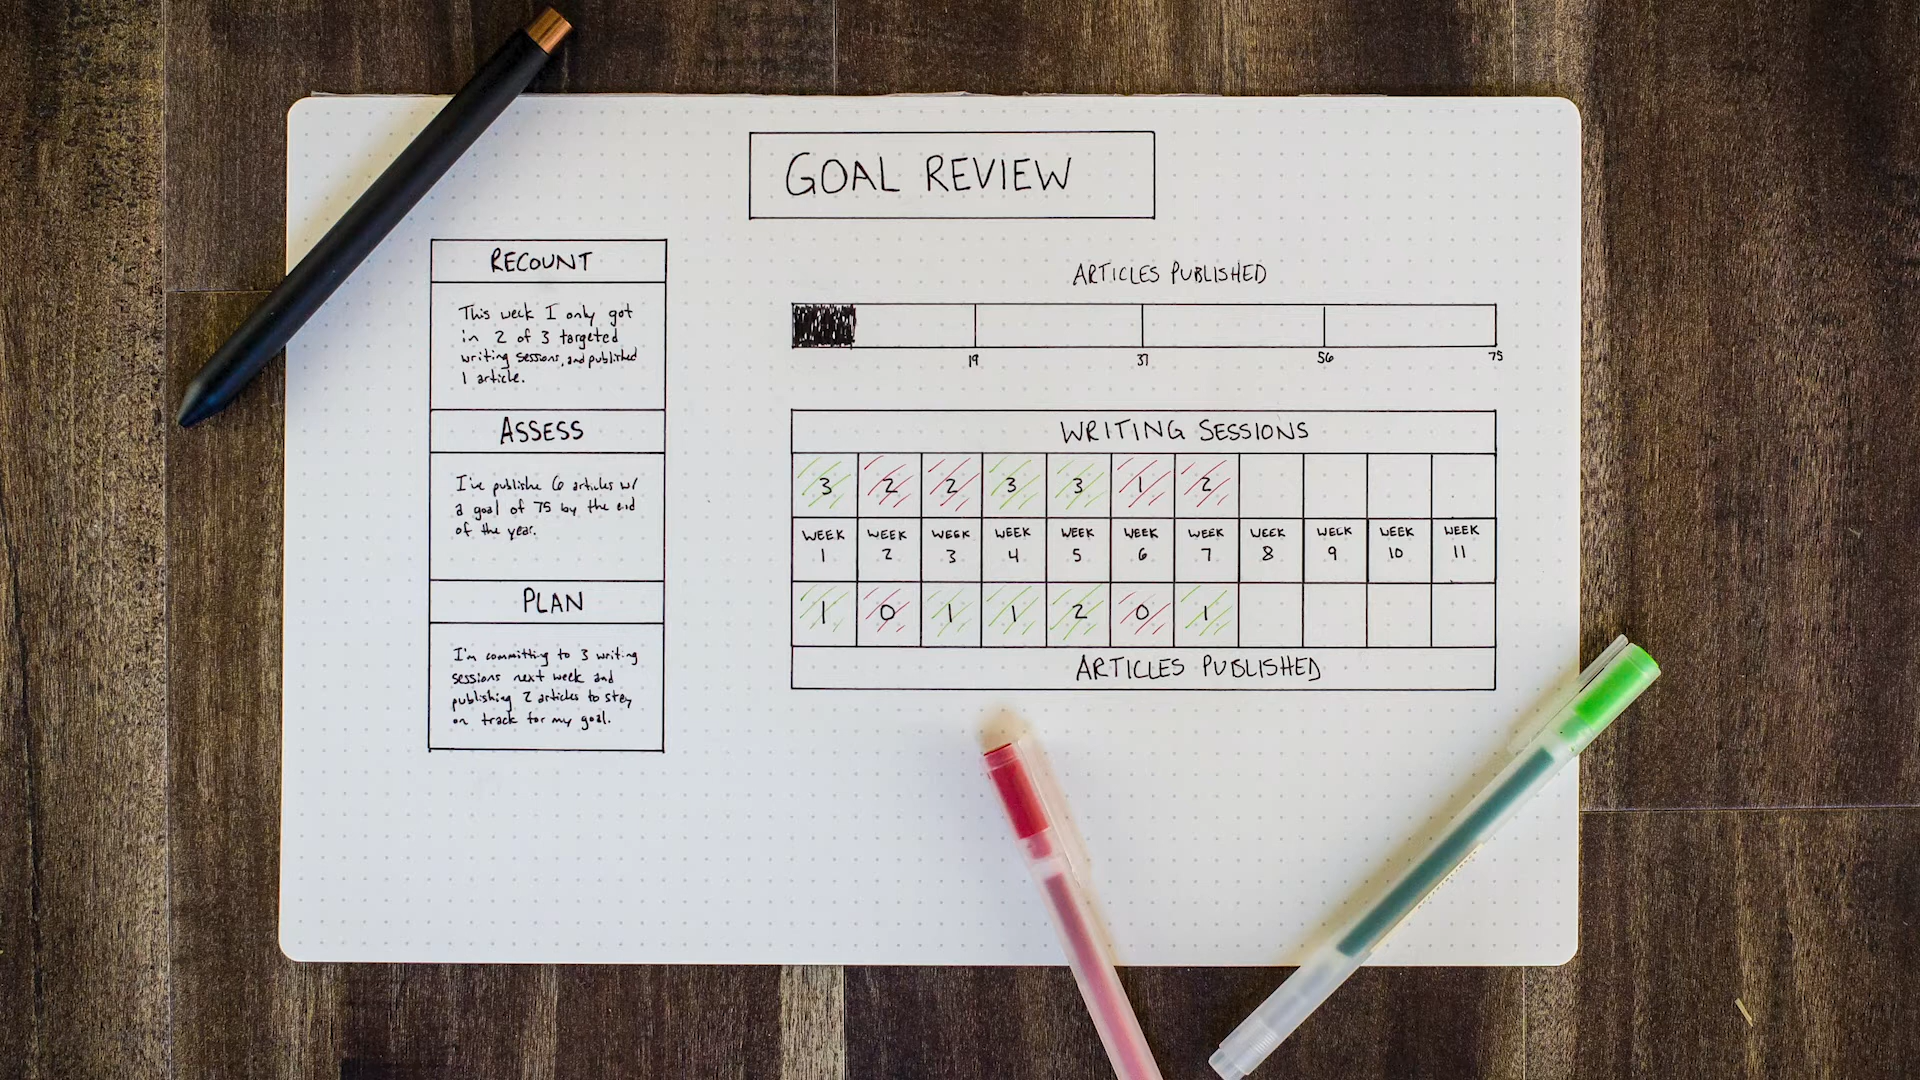 GOAL REVIEW
RECOUNT
This week I only got
in 2 of 3 targeted
writing sessions, and published
1 article.
ASSESS
I've publishe 6 articles w/
a goal of 75 by the end
of the year.
PLAN
I'm committing to 3 writing
sessions next week and
publishing 2 articles to stay
on track for my goal.
ARTICLES PUBLISHED
19 37 56 75
WRITING SESSIONS
3 2 2 3 3 1 2
WEEK WEEK WEEK WEEK WEEK WEEK WEEK WEEK WEEK WEEK WEEK
1 2 3 4 5 6 7 8 9 10 11
1 0 1 1 2 0 1
ARTICLES PUBLISHED